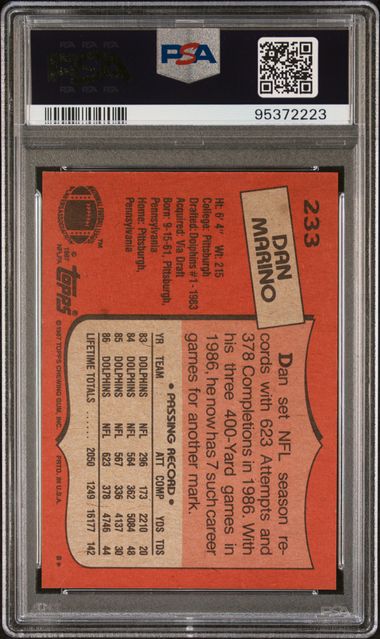 PSA
95372223
233
DAN
MARINO
Ht: 6' 4" Wt: 215
College: Pittsburgh
Drafted: Dolphins #1 - 1983
Acquired: Via Draft
Born: 9-15-61, Pittsburgh,
Pennsylvania
Home: Pittsburgh,
Pennsylvania
TM
©
1987
NFLPA
topps
Dan set NFL season re-
cords with 623 Attempts and
378 Completions in 1986. With
his three 400-Yard games in
1986, he now has 7 such career
games for another mark.
• PASSING RECORD •
YR TEAM ATT COMP YDS TDS
83 DOLPHINS NFL 296 173 2210 20
84 DOLPHINS NFL 564 362 5084 48
85 DOLPHINS NFL 567 336 4137 30
86 DOLPHINS NFL 623 378 4746 44
LIFETIME TOTALS ...... 2050 1249 16177 142
© 1987 TOPPS CHEWING GUM, INC. PRTD. IN U.S.A. B*